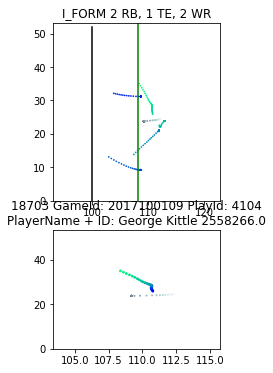 I_FORM 2 RB, 1 TE, 2 WR
50
40
30
20
10
0
100 110 120
18703 GameId: 2017100109 PlayId: 4104
PlayerName + ID: George Kittle 2558266.0
40
20
0
105.0 107.5 110.0 112.5 115.0